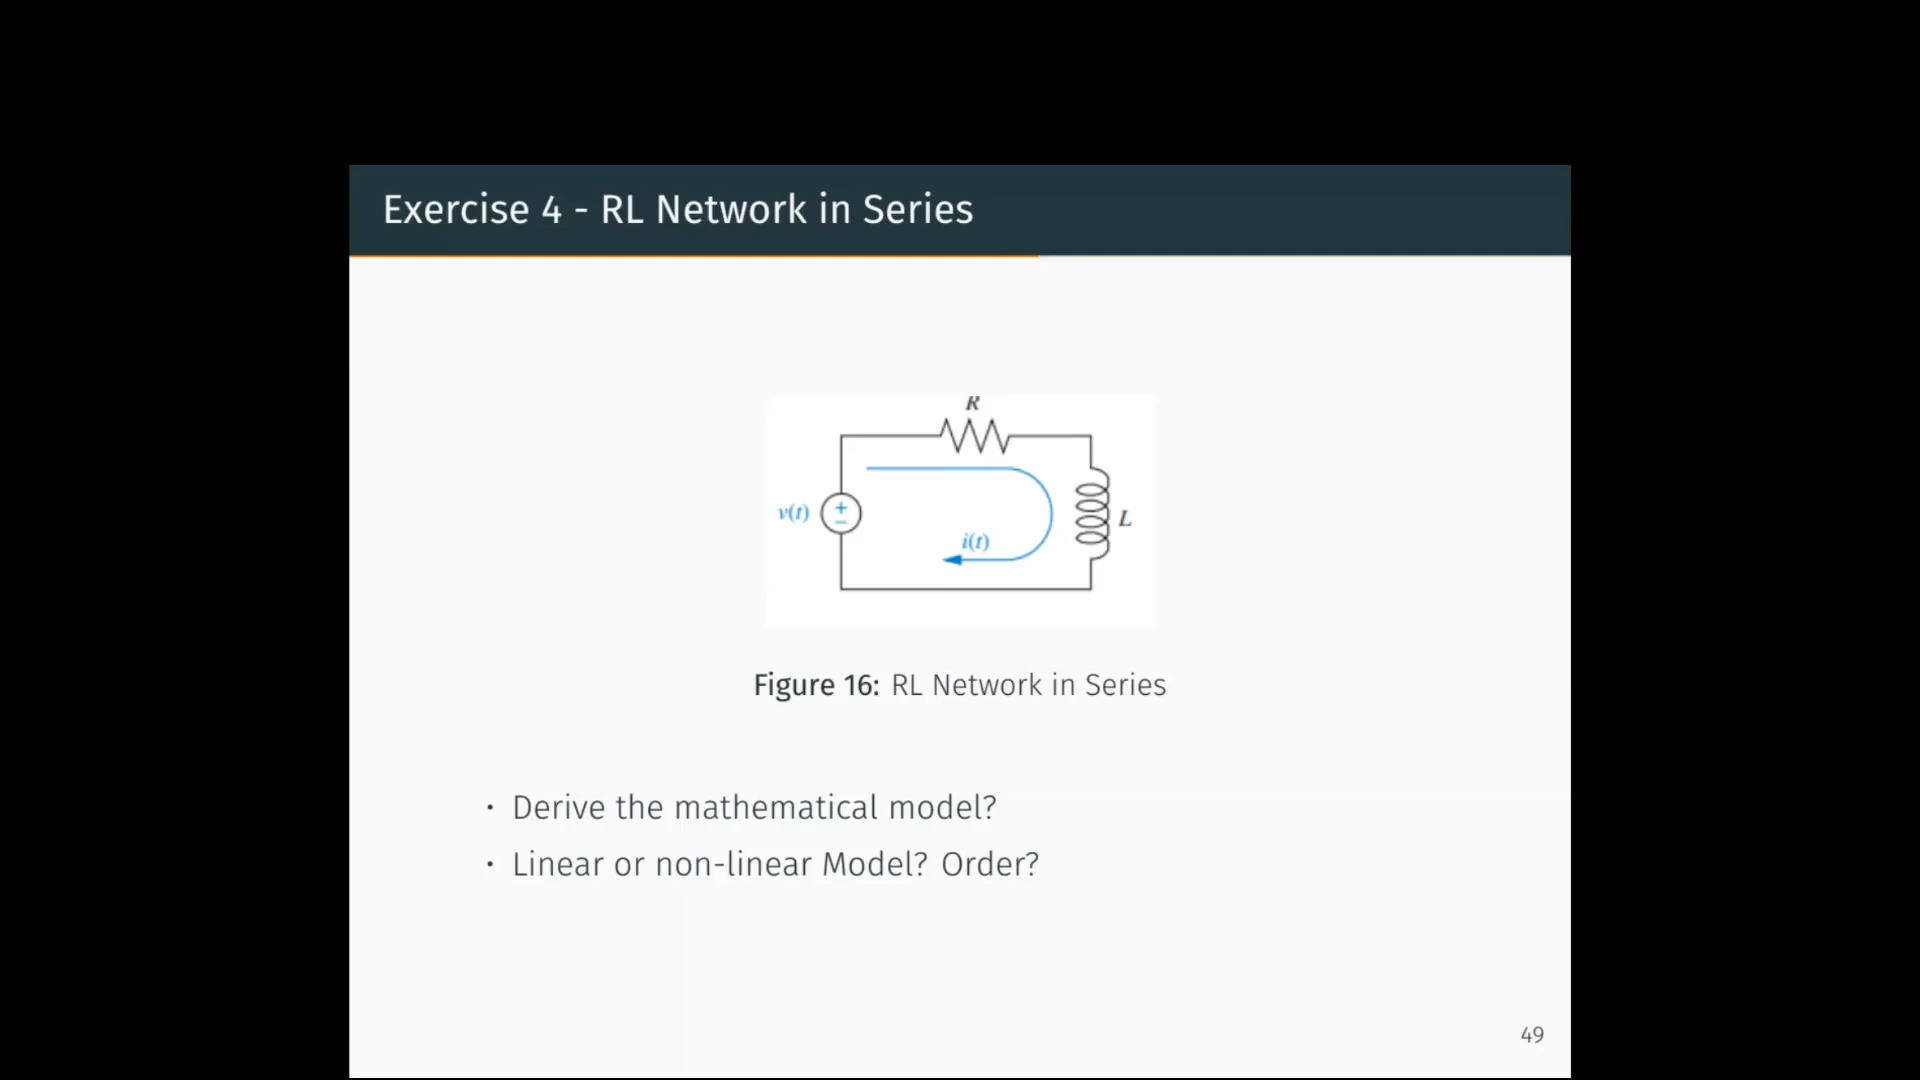 Exercise 4 - RL Network in Series
R
v(t)
+
−
i(t)
L
Figure 16: RL Network in Series
• Derive the mathematical model?
• Linear or non-linear Model? Order?
49